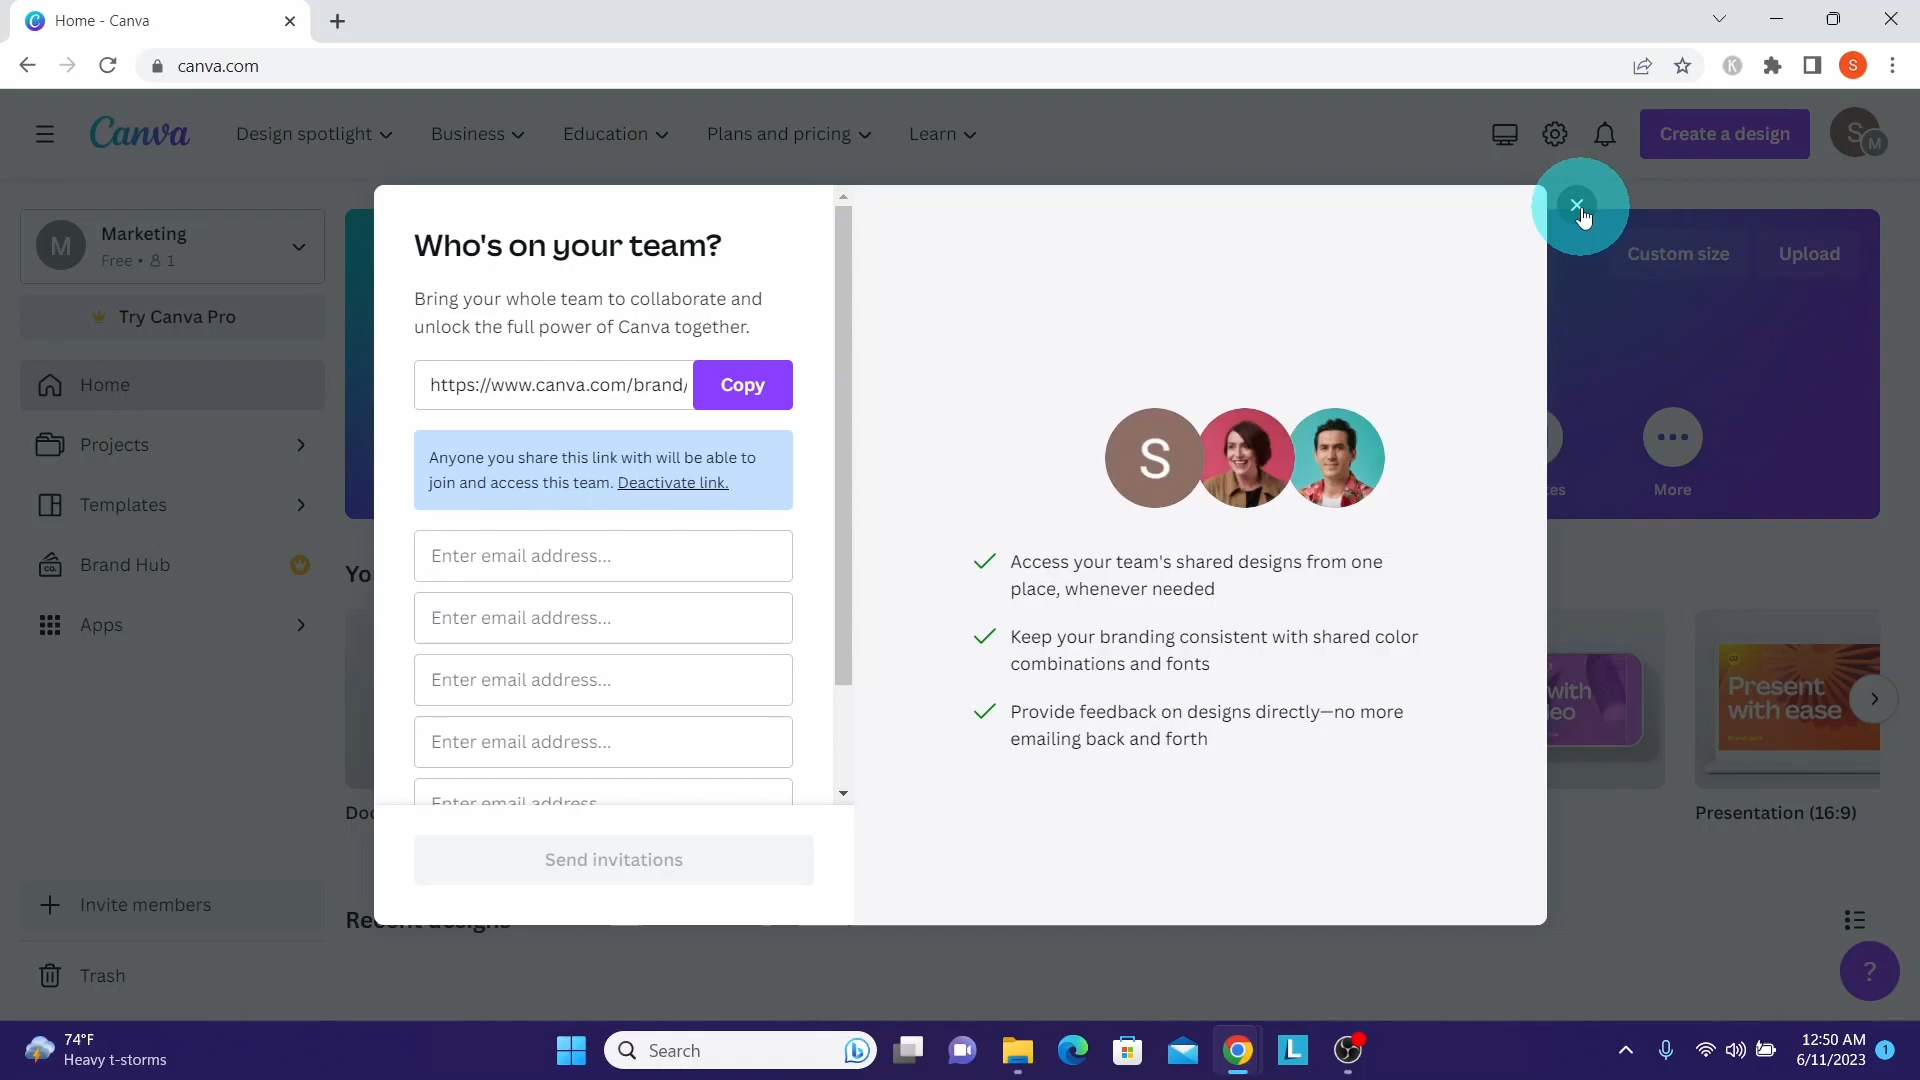 Home - Canva
canva.com
K
S
Canva
Design spotlight
Business
Education
Plans and pricing
Learn
Create a design
S
M
M
Marketing
Free • 1
Try Canva Pro
Home
Projects
Templates
CO.
Brand Hub
Apps
Invite members
Trash
Custom size
Upload
More
Who's on your team?
Bring your whole team to collaborate and
unlock the full power of Canva together.
https://www.canva.com/brand/
Copy
Anyone you share this link with will be able to
join and access this team. Deactivate link.
Enter email address...
Enter email address...
Enter email address...
Enter email address...
Enter email address...
Send invitations
S
Access your team's shared designs from one
place, whenever needed
Keep your branding consistent with shared color
combinations and fonts
Provide feedback on designs directly—no more
emailing back and forth
with
Present
with ease
Presentation (16:9)
Recent designs
?
74°F
Heavy t-storms
Search
L
12:50 AM
6/11/2023
1